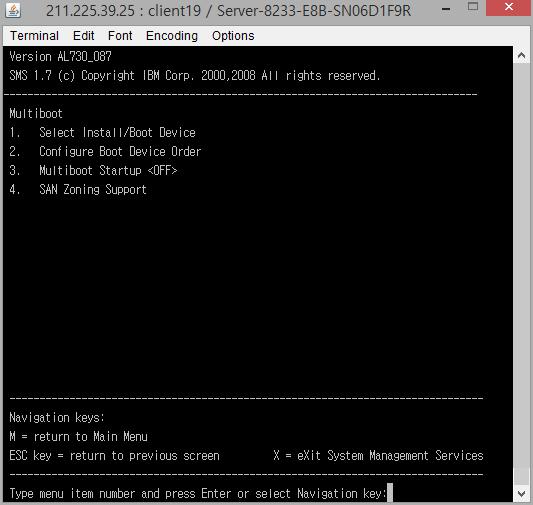 211.225.39.25 : client19 / Server-8233-E8B-SN06D1F9R
Terminal Edit Font Encoding Options
Version AL730_087
SMS 1.7 (c) Copyright IBM Corp. 2000,2008 All rights reserved.
-------------------------------------------------------------------------------
Multiboot
1. Select Install/Boot Device
2. Configure Boot Device Order
3. Multiboot Startup <OFF>
4. SAN Zoning Support
-------------------------------------------------------------------------------
Navigation keys:
M = return to Main Menu
ESC key = return to previous screen X = eXit System Management Services
-------------------------------------------------------------------------------
Type menu item number and press Enter or select Navigation key: